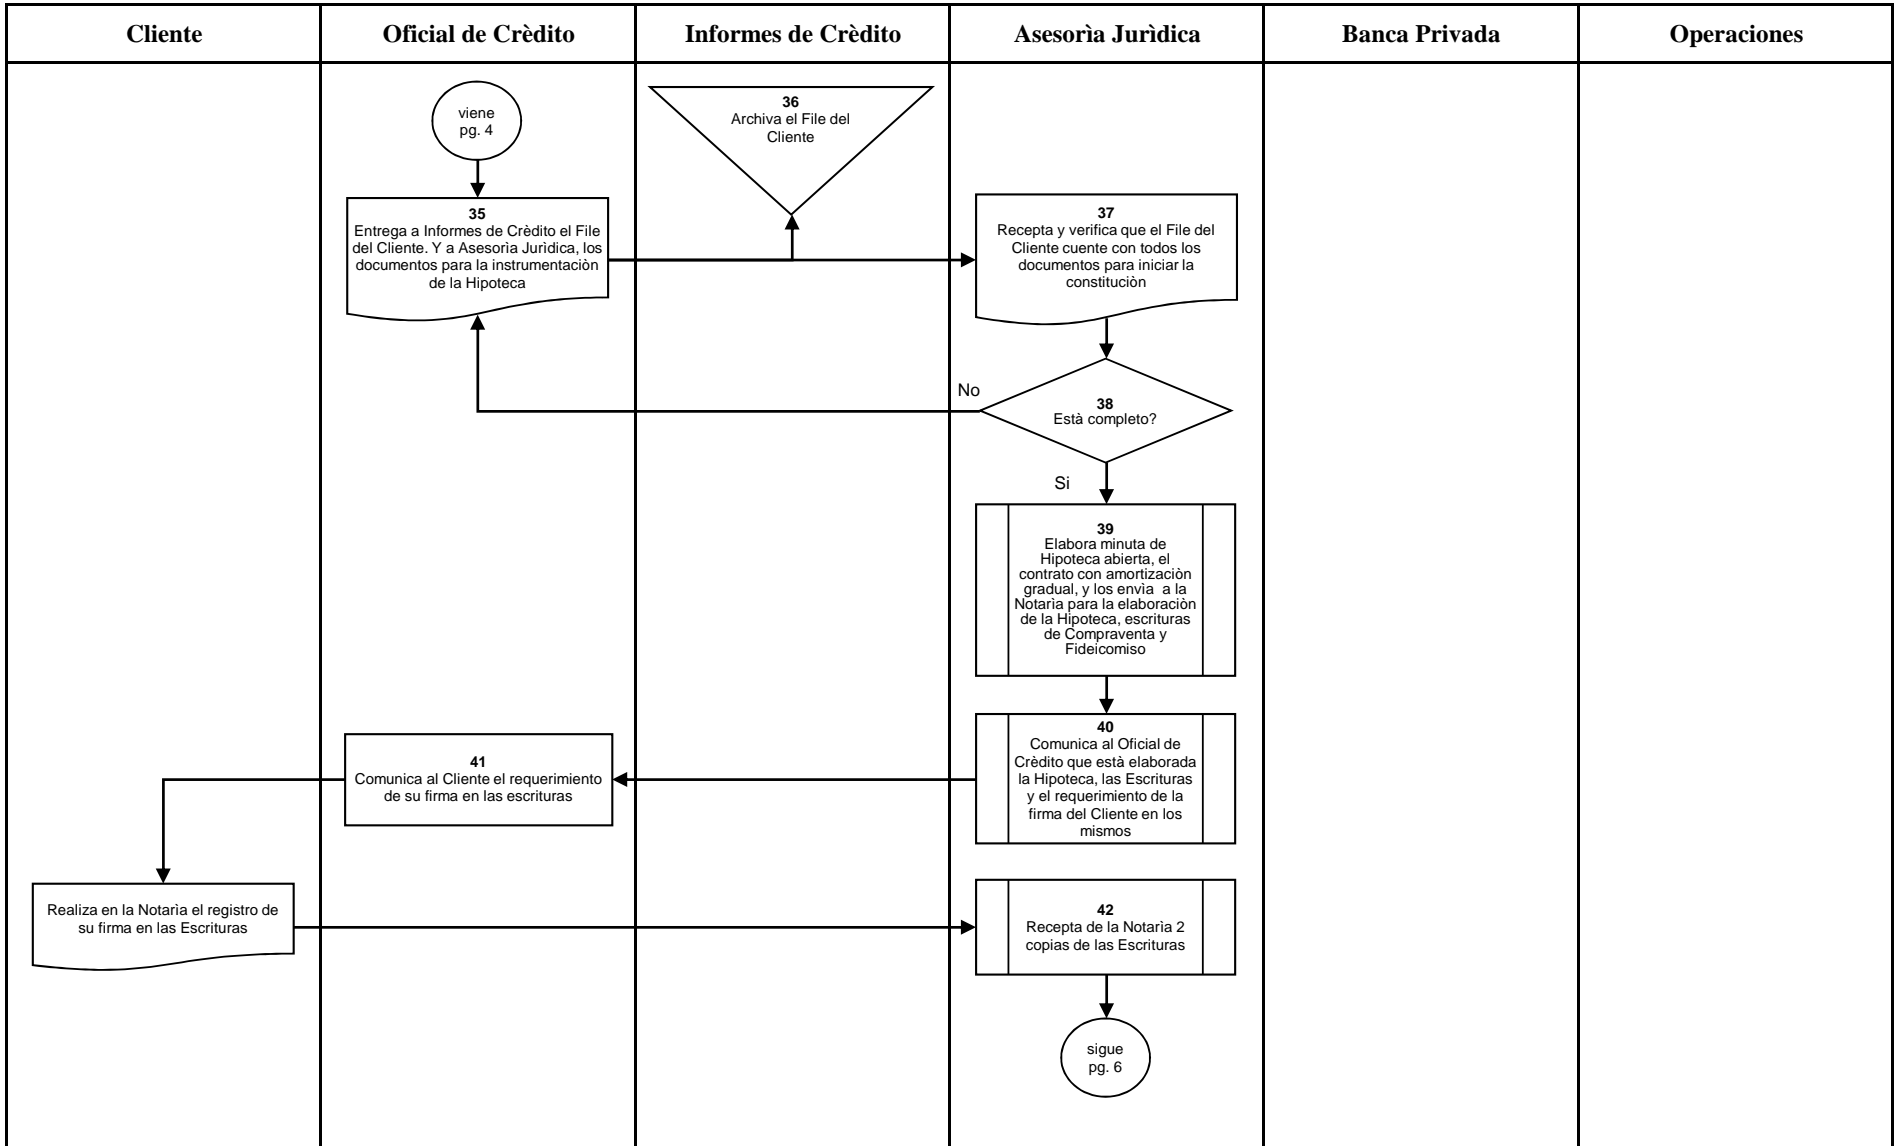 Cliente
Oficial de Crèdito
Informes de Crèdito
Asesorìa Jurìdica
Banca Privada
Operaciones
viene
pg. 4
36
Archiva el File del
Cliente
35
Entrega a Informes de Crèdito el File
del Cliente. Y a Asesorìa Jurìdica, los
documentos para la instrumentaciòn
de la Hipoteca
37
Recepta y verifica que el File del
Cliente cuente con todos los
documentos para iniciar la
constituciòn
No
38
Està completo?
Si
39
Elabora minuta de
Hipoteca abierta, el
contrato con amortizaciòn
gradual, y los envìa a la
Notarìa para la elaboraciòn
de la Hipoteca, escrituras
de Compraventa y
Fideicomiso
40
Comunica al Oficial de
Crèdito que està elaborada
la Hipoteca, las Escrituras
y el requerimiento de la
firma del Cliente en los
mismos
41
Comunica al Cliente el requerimiento
de su firma en las escrituras
Realiza en la Notarìa el registro de
su firma en las Escrituras
42
Recepta de la Notarìa 2
copias de las Escrituras
sigue
pg. 6